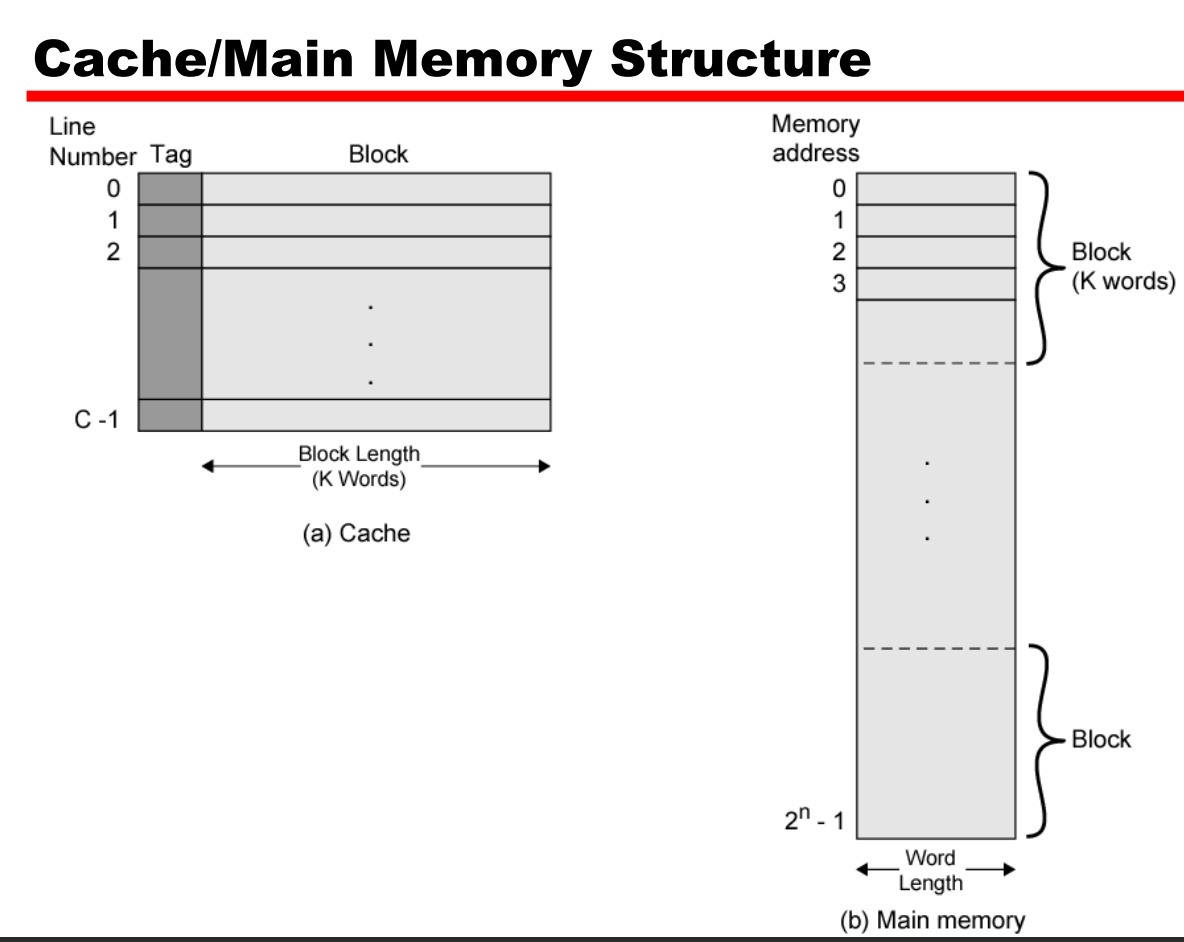 Cache/Main Memory Structure
Line
Number Tag Block
0
1
2
.
.
.
C -1
Block Length
(K Words)
(a) Cache
Memory
address
0
1
2
3
Block
(K words)
.
.
.
Block
2ⁿ - 1
Word
Length
(b) Main memory